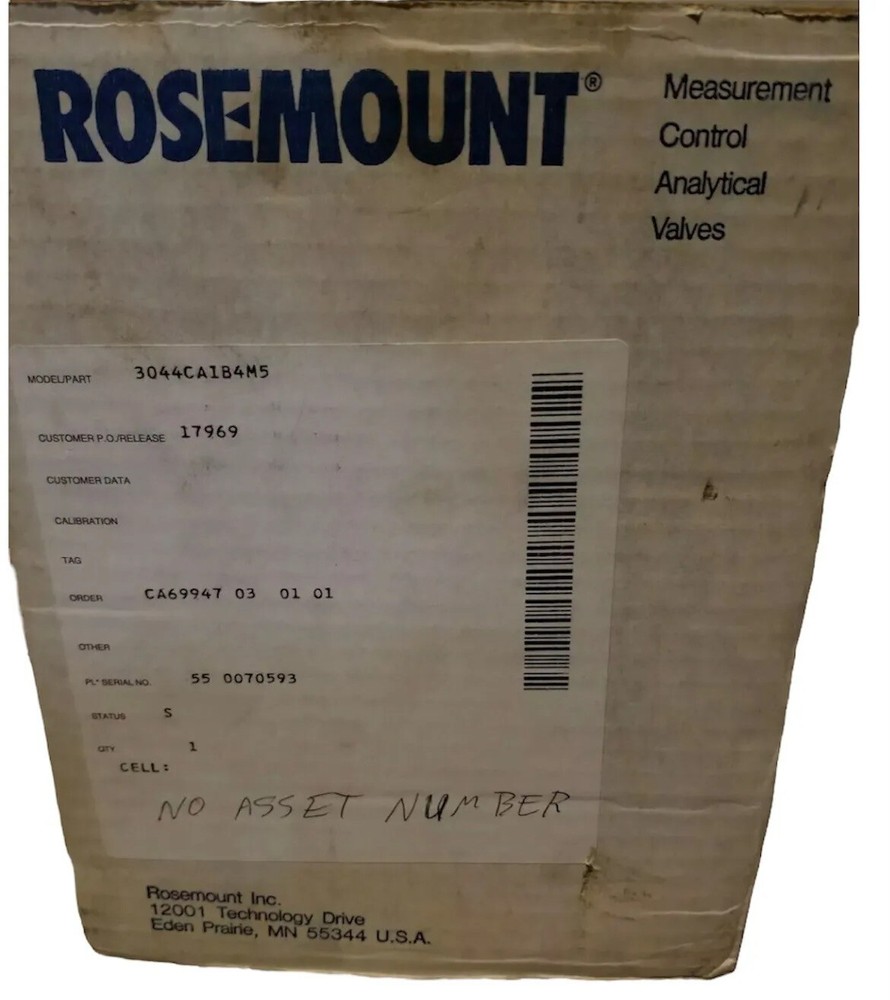 ROSEMOUNT®
Measurement
Control
Analytical
Valves
MODEL/PART 3044CA1B4M5
CUSTOMER P.O./RELEASE 17969
CUSTOMER DATA
CALIBRATION
TAG
ORDER CA69947 03 01 01
OTHER
PL* SERIAL NO. 55 0070593
STATUS S
QTY 1
CELL:
NO ASSET NUMBER
Rosemount Inc.
12001 Technology Drive
Eden Prairie, MN 55344 U.S.A.